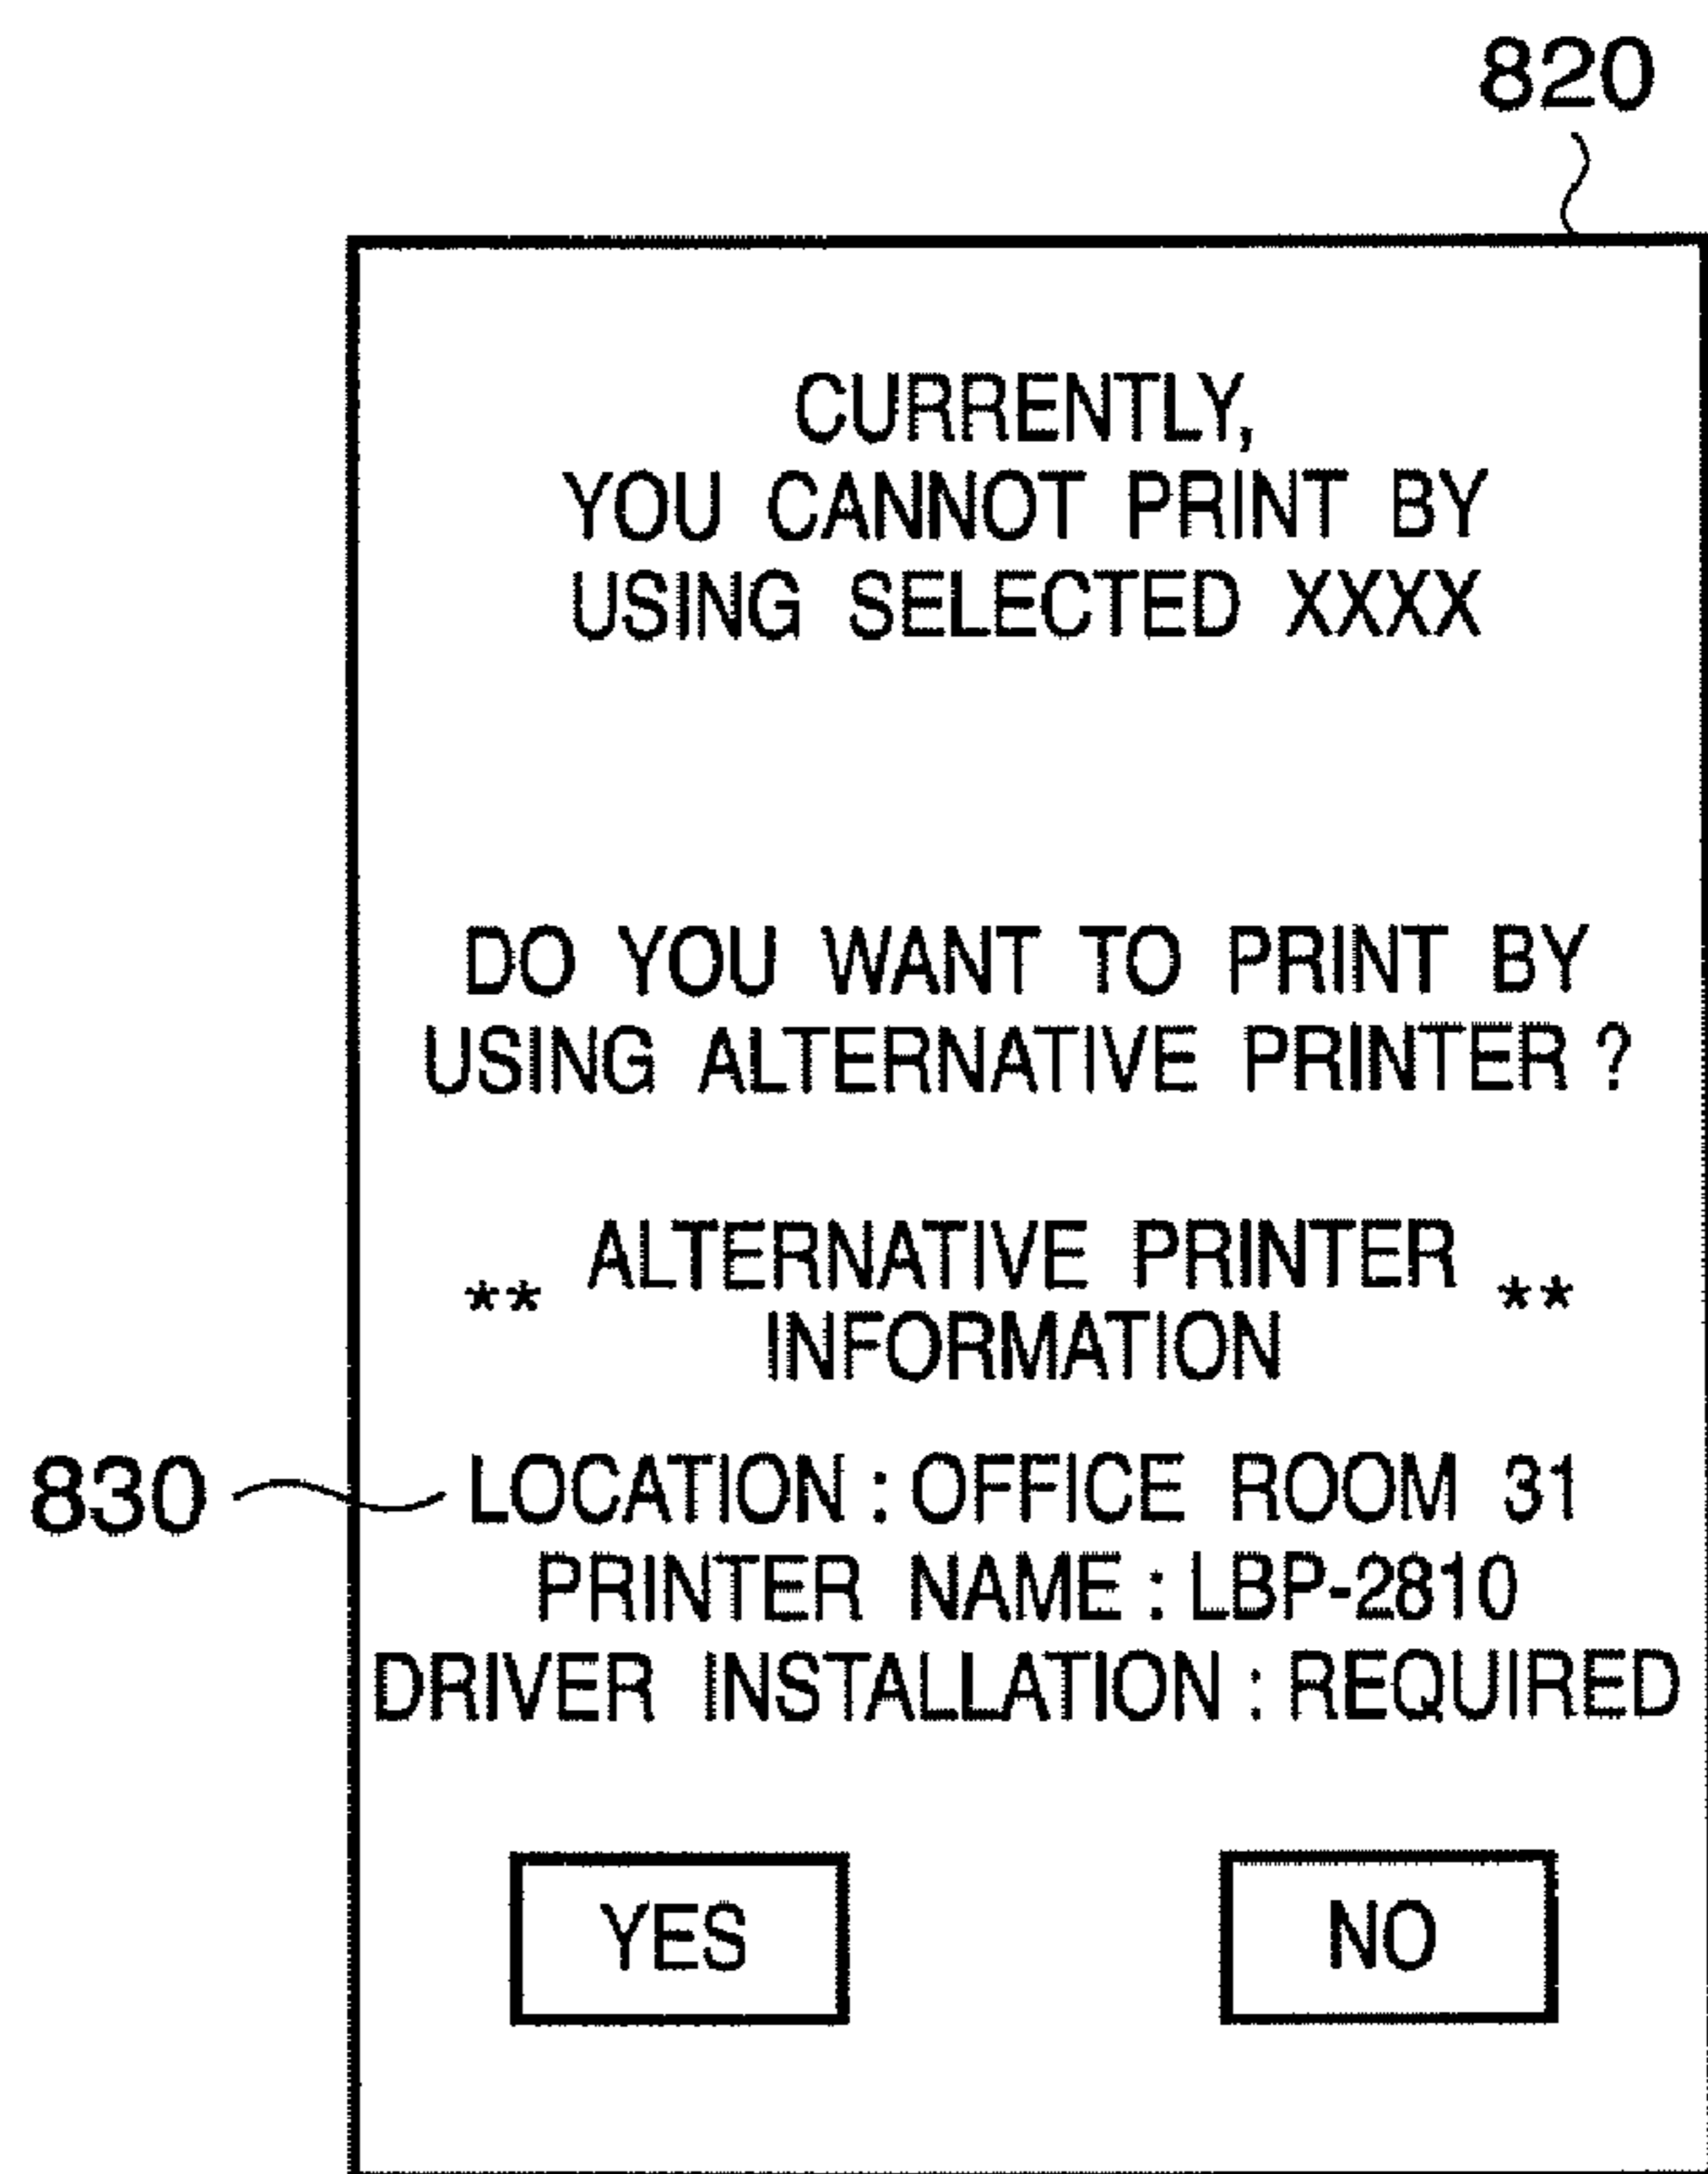 820
CURRENTLY,
YOU CANNOT PRINT BY
USING SELECTED XXXX
DO YOU WANT TO PRINT BY
USING ALTERNATIVE PRINTER ?
** ALTERNATIVE PRINTER **
INFORMATION
830 LOCATION : OFFICE ROOM 31
PRINTER NAME : LBP-2810
DRIVER INSTALLATION : REQUIRED
YES NO